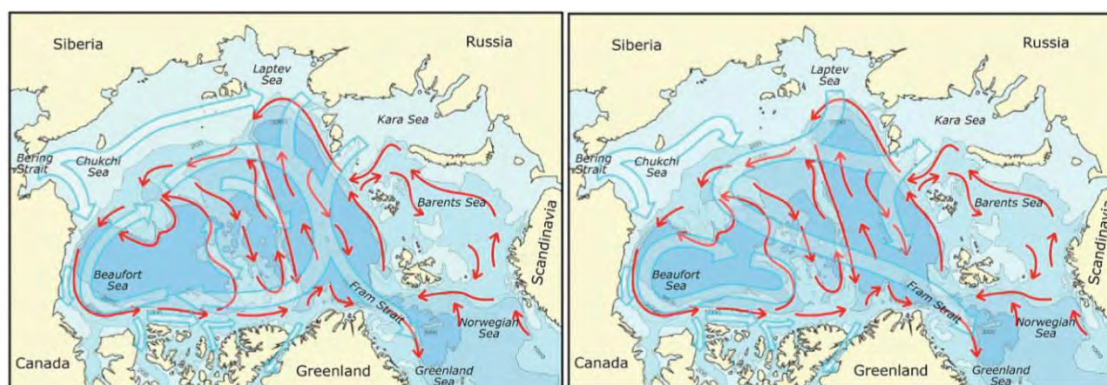 Siberia
Russia
Laptev
Sea
Kara Sea
Bering
Strait
Chukchi
Sea
Barents Sea
Scandinavia
Beaufort
Sea
Fram Strait
Norwegian
Sea
Canada
Greenland
Greenland
Sea
Siberia
Russia
Laptev
Sea
Kara Sea
Bering
Strait
Chukchi
Sea
Barents Sea
Scandinavia
Beaufort
Sea
Fram Strait
Norwegian
Sea
Canada
Greenland
Greenland
Sea